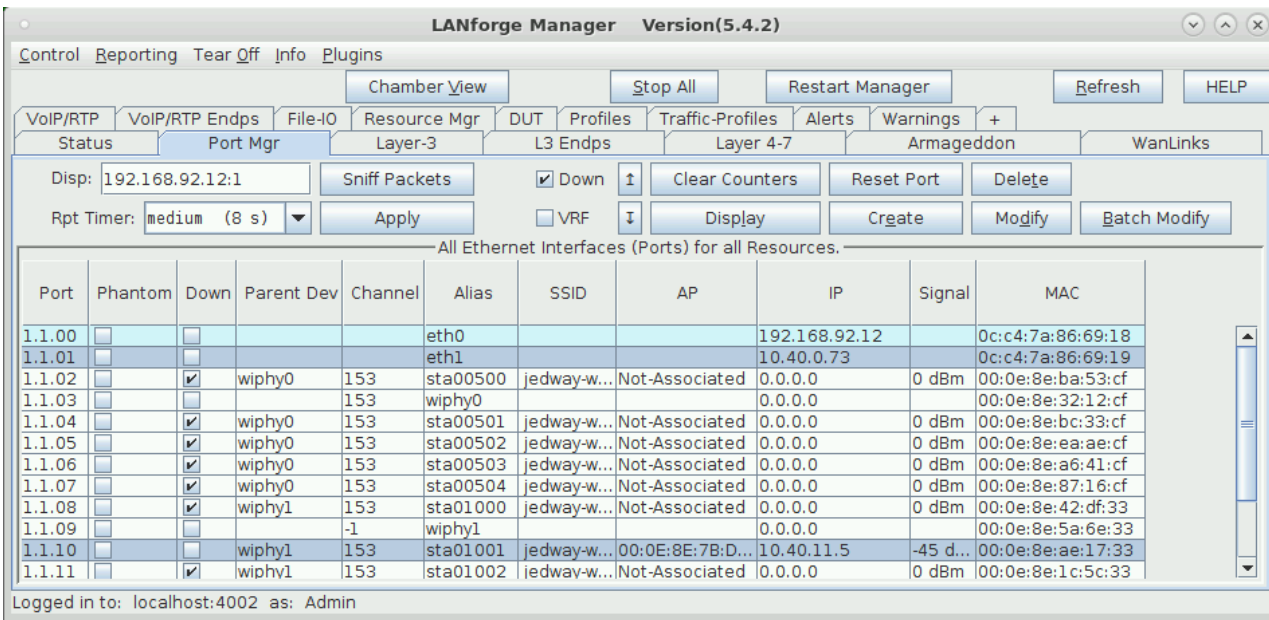 LANforge Manager Version(5.4.2)
Control Reporting Tear Off Info Plugins
Chamber View Stop All Restart Manager Refresh HELP
VoIP/RTP VoIP/RTP Endps File-IO Resource Mgr DUT Profiles Traffic-Profiles Alerts Warnings +
Status Port Mgr Layer-3 L3 Endps Layer 4-7 Armageddon WanLinks
Disp: 192.168.92.12:1 Sniff Packets Down Clear Counters Reset Port Delete
Rpt Timer: medium (8 s) Apply VRF Display Create Modify Batch Modify
All Ethernet Interfaces (Ports) for all Resources.
Port Phantom Down Parent Dev Channel Alias SSID AP IP Signal MAC
1.1.00 eth0 192.168.92.12 0c:c4:7a:86:69:18
1.1.01 eth1 10.40.0.73 0c:c4:7a:86:69:19
1.1.02 wiphy0 153 sta00500 jedway-w... Not-Associated 0.0.0.0 0 dBm 00:0e:8e:ba:53:cf
1.1.03 153 wiphy0 0.0.0.0 00:0e:8e:32:12:cf
1.1.04 wiphy0 153 sta00501 jedway-w... Not-Associated 0.0.0.0 0 dBm 00:0e:8e:bc:33:cf
1.1.05 wiphy0 153 sta00502 jedway-w... Not-Associated 0.0.0.0 0 dBm 00:0e:8e:ea:ae:cf
1.1.06 wiphy0 153 sta00503 jedway-w... Not-Associated 0.0.0.0 0 dBm 00:0e:8e:a6:41:cf
1.1.07 wiphy0 153 sta00504 jedway-w... Not-Associated 0.0.0.0 0 dBm 00:0e:8e:87:16:cf
1.1.08 wiphy1 153 sta01000 jedway-w... Not-Associated 0.0.0.0 0 dBm 00:0e:8e:42:df:33
1.1.09 -1 wiphy1 0.0.0.0 00:0e:8e:5a:6e:33
1.1.10 wiphy1 153 sta01001 jedway-w... 00:0E:8E:7B:D... 10.40.11.5 -45 d... 00:0e:8e:ae:17:33
1.1.11 wiphy1 153 sta01002 jedway-w... Not-Associated 0.0.0.0 0 dBm 00:0e:8e:1c:5c:33
Logged in to: localhost:4002 as: Admin